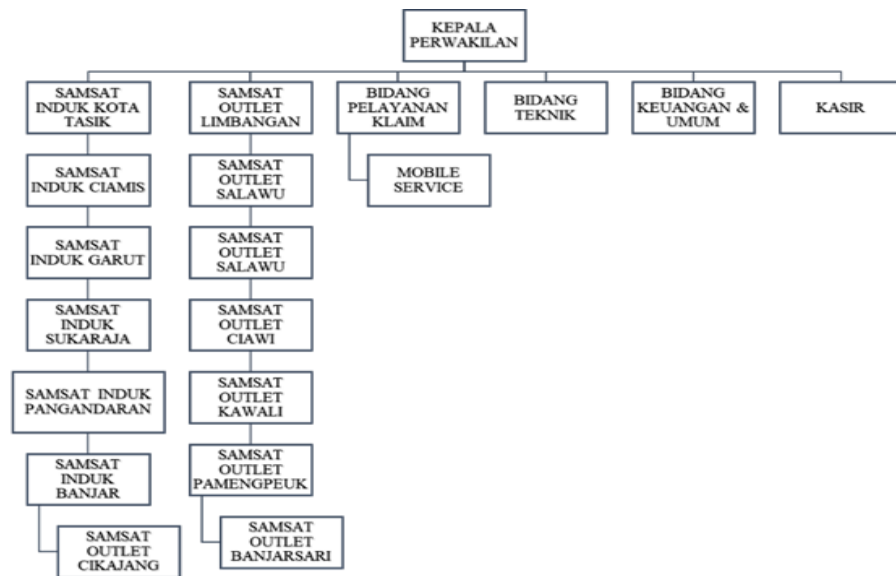 KEPALA
PERWAKILAN
SAMSAT
INDUK KOTA
TASIK
SAMSAT
OUTLET
LIMBANGAN
BIDANG
PELAYANAN
KLAIM
BIDANG
TEKNIK
BIDANG
KEUANGAN &
UMUM
KASIR
SAMSAT
INDUK CIAMIS
SAMSAT
OUTLET
SALAWU
MOBILE
SERVICE
SAMSAT
INDUK GARUT
SAMSAT
OUTLET
SALAWU
SAMSAT
INDUK
SUKARAJA
SAMSAT
OUTLET
CIAWI
SAMSAT INDUK
PANGANDARAN
SAMSAT
OUTLET
KAWALI
SAMSAT
INDUK
BANJAR
SAMSAT
OUTLET
PAMENGPEUK
SAMSAT
OUTLET
CIKAJANG
SAMSAT
OUTLET
BANJARSARI